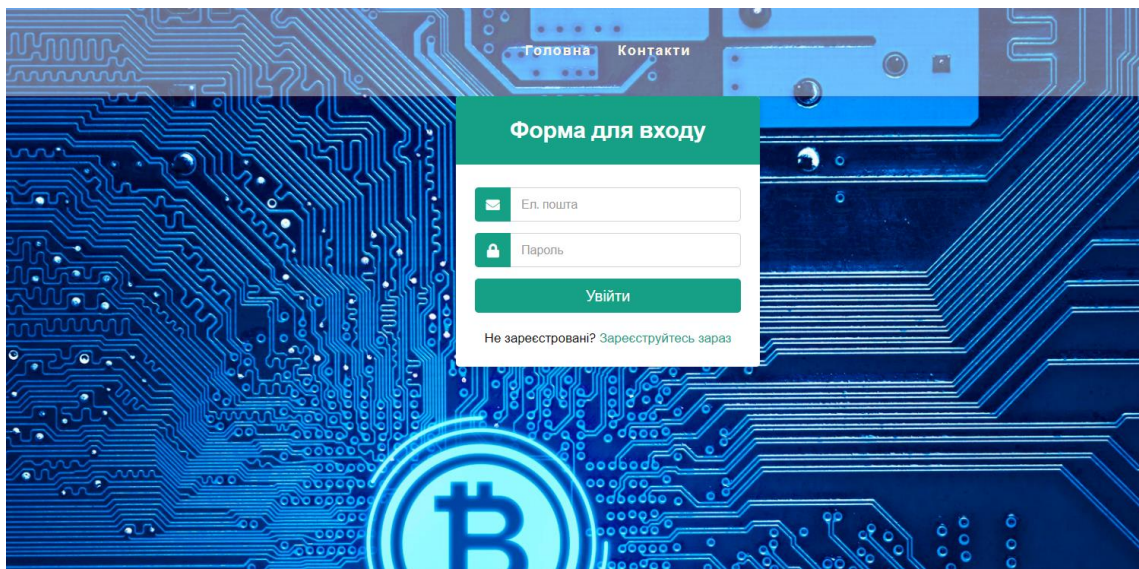 Головна Контакти
Форма для входу
Ел. пошта
Пароль
Увійти
Не зареєстровані? Зареєструйтесь зараз